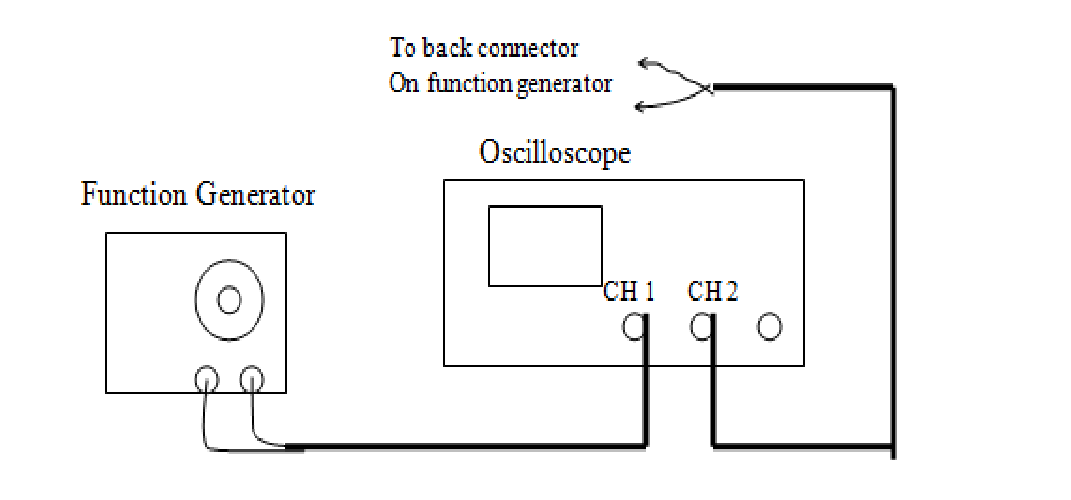 To back connector
On function generator
Oscilloscope
Function Generator
CH 1
CH 2